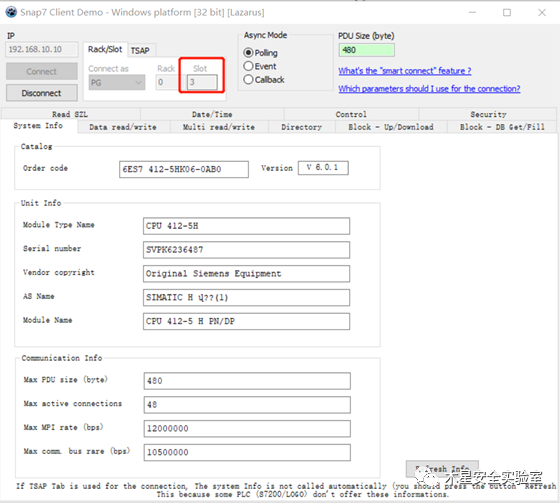 Snap7 Client Demo - Windows platform [32 bit] [Lazarus]
IP
192.168.10.10
Connect
Disconnect
Rack/Slot
TSAP
Connect as
Rack
Slot
PG
0
3
Async Mode
Polling
Event
Callback
PDU Size (byte)
480
What's the "smart connect" feature ?
Which parameters should I use for the connection?
Read SZL
Date/Time
Control
Security
System Info
Data read/write
Multi read/write
Directory
Block - Up/Download
Block - DB Get/Fill
Catalog
Order code
6ES7 412-5HK06-0AB0
Version
V 6.0.1
Unit Info
Module Type Name
CPU 412-5H
Serial number
SVPK6236487
Vendor copyright
Original Siemens Equipment
AS Name
SIMATIC H ??(1)
Module Name
CPU 412-5 H PN/DP
Communication Info
Max PDU size (byte)
480
Max active connections
48
Max MPI rate (bps)
12000000
Max comm. bus rare (bps)
10500000
Refresh Info
木星安全实验室
If TSAP Tab is used for the connection, The system Info is not called automatically (you should press the button "Refresh
This because some PLC (S7200/LOGO) don't offer these informations.